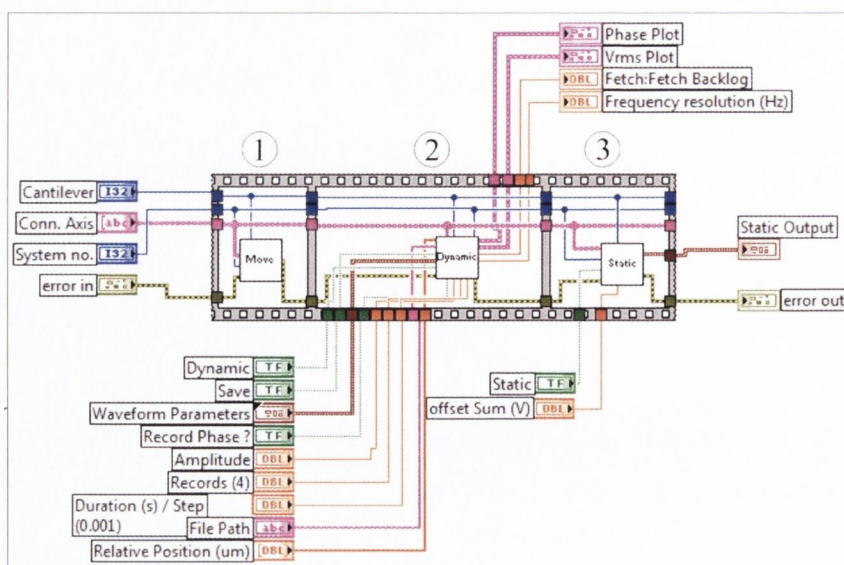 Phase Plot
Vrms Plot
DBL Fetch:Fetch Backlog
DBL Frequency resolution (Hz)
1 2 3
Cantilever I32
Conn. Axis abc
System no. I32
error in
Move
Dynamic
Static
Static Output
error out
Dynamic TF
Save TF
Waveform Parameters
Record Phase ? TF
Amplitude DBL
Records (4) DBL
Duration (s) / Step
(0.001) DBL
File Path abc
Relative Position (um) DBL
Static TF
offset Sum (V) DBL